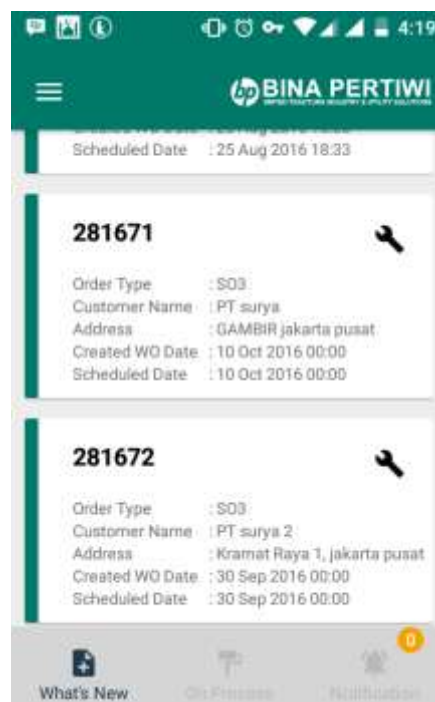 4:19
BINA PERTIWI
Scheduled Date : 25 Aug 2016 18:33
281671
Order Type : SO3
Customer Name : PT surya
Address : GAMBIR jakarta pusat
Created WO Date : 10 Oct 2016 00:00
Scheduled Date : 10 Oct 2016 00:00
281672
Order Type : SO3
Customer Name : PT surya 2
Address : Kramat Raya 1, jakarta pusat
Created WO Date : 30 Sep 2016 00:00
Scheduled Date : 30 Sep 2016 00:00
0
What's New On Process Notification